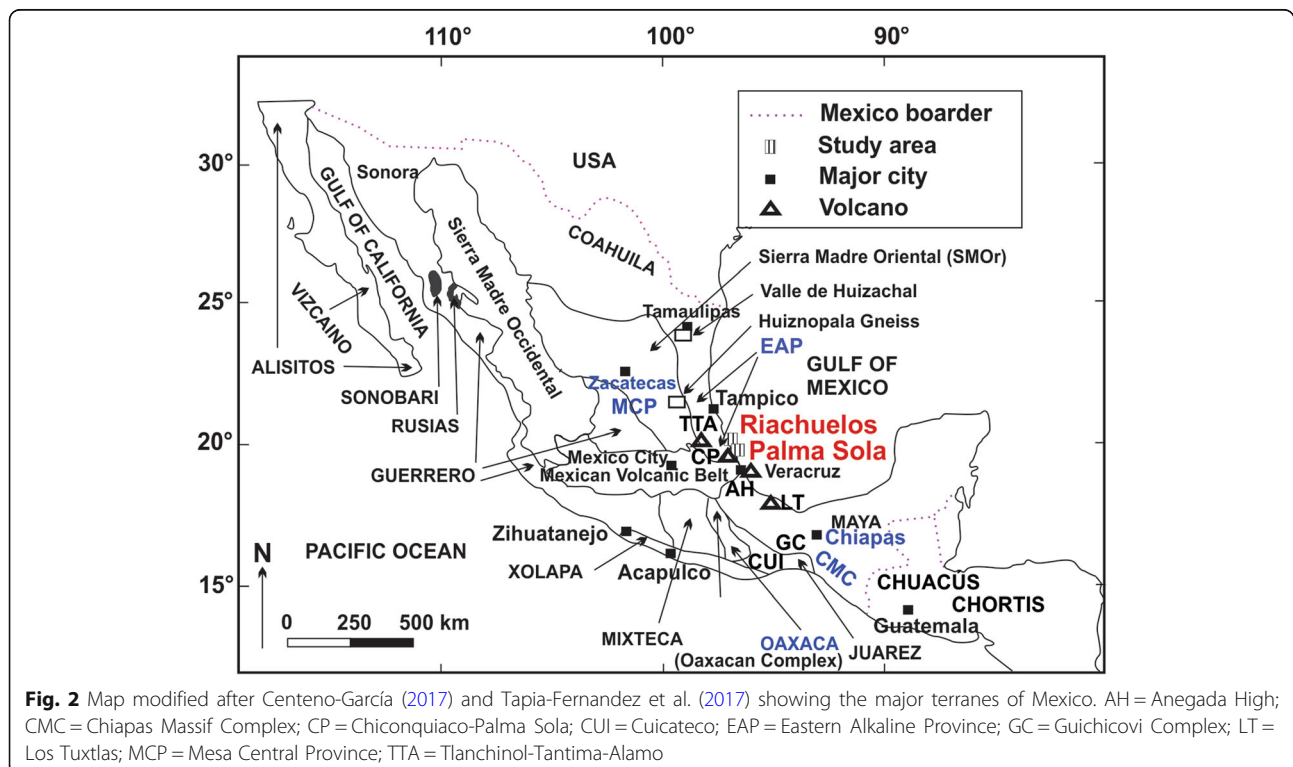 110°
100°
90°
30°
25°
20°
15°
Mexico boarder
Study area
Major city
Volcano
USA
Sonora
GULF OF CALIFORNIA
Sierra Madre Occidental
COAHUILA
Sierra Madre Oriental (SMOr)
Valle de Huizachal
Tamaulipas
Huiznopala Gneiss
EAP
GULF OF
MEXICO
VIZCAINO
ALISITOS
SONOBARI
RUSIAS
Zacatecas
MCP
Tampico
TTA
Riachuelos
Palma Sola
CP
GUERRERO
Mexico City
Mexican Volcanic Belt
Veracruz
AH
LT
MAYA
Zihuatanejo
GC
Chiapas
N
PACIFIC OCEAN
XOLAPA
Acapulco
CUI
CMC
CHUACUS
CHORTIS
Guatemala
0 250 500 km
MIXTECA
OAXACA
(Oaxacan Complex)
JUAREZ
Fig. 2 Map modified after Centeno-García (2017) and Tapia-Fernandez et al. (2017) showing the major terranes of Mexico. AH = Anegada High;
CMC = Chiapas Massif Complex; CP = Chiconquiaco-Palma Sola; CUI = Cuicateco; EAP = Eastern Alkaline Province; GC = Guichicovi Complex; LT =
Los Tuxtlas; MCP = Mesa Central Province; TTA = Tlanchinol-Tantima-Alamo